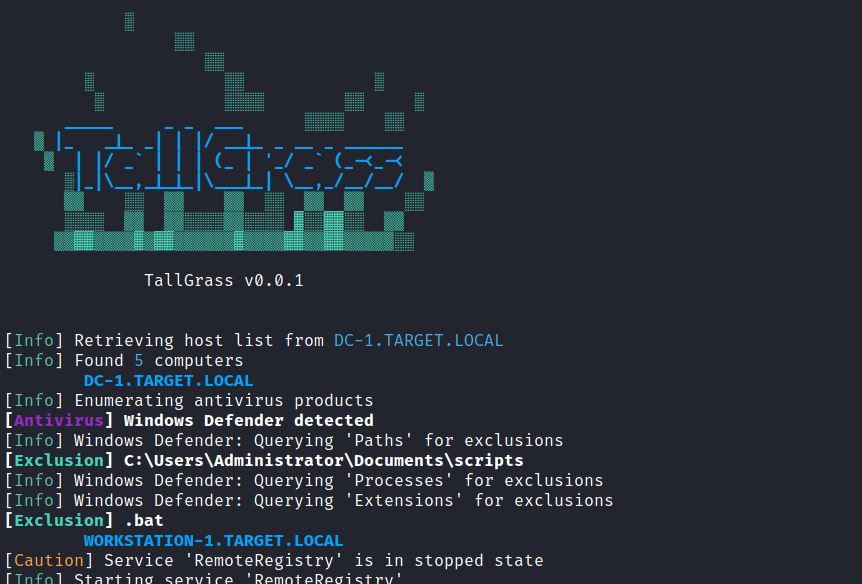 TallGrass
TallGrass v0.0.1
[Info] Retrieving host list from DC-1.TARGET.LOCAL
[Info] Found 5 computers
DC-1.TARGET.LOCAL
[Info] Enumerating antivirus products
[Antivirus] Windows Defender detected
[Info] Windows Defender: Querying 'Paths' for exclusions
[Exclusion] C:\Users\Administrator\Documents\scripts
[Info] Windows Defender: Querying 'Processes' for exclusions
[Info] Windows Defender: Querying 'Extensions' for exclusions
[Exclusion] .bat
WORKSTATION-1.TARGET.LOCAL
[Caution] Service 'RemoteRegistry' is in stopped state
[Info] Starting service 'RemoteRegistry'